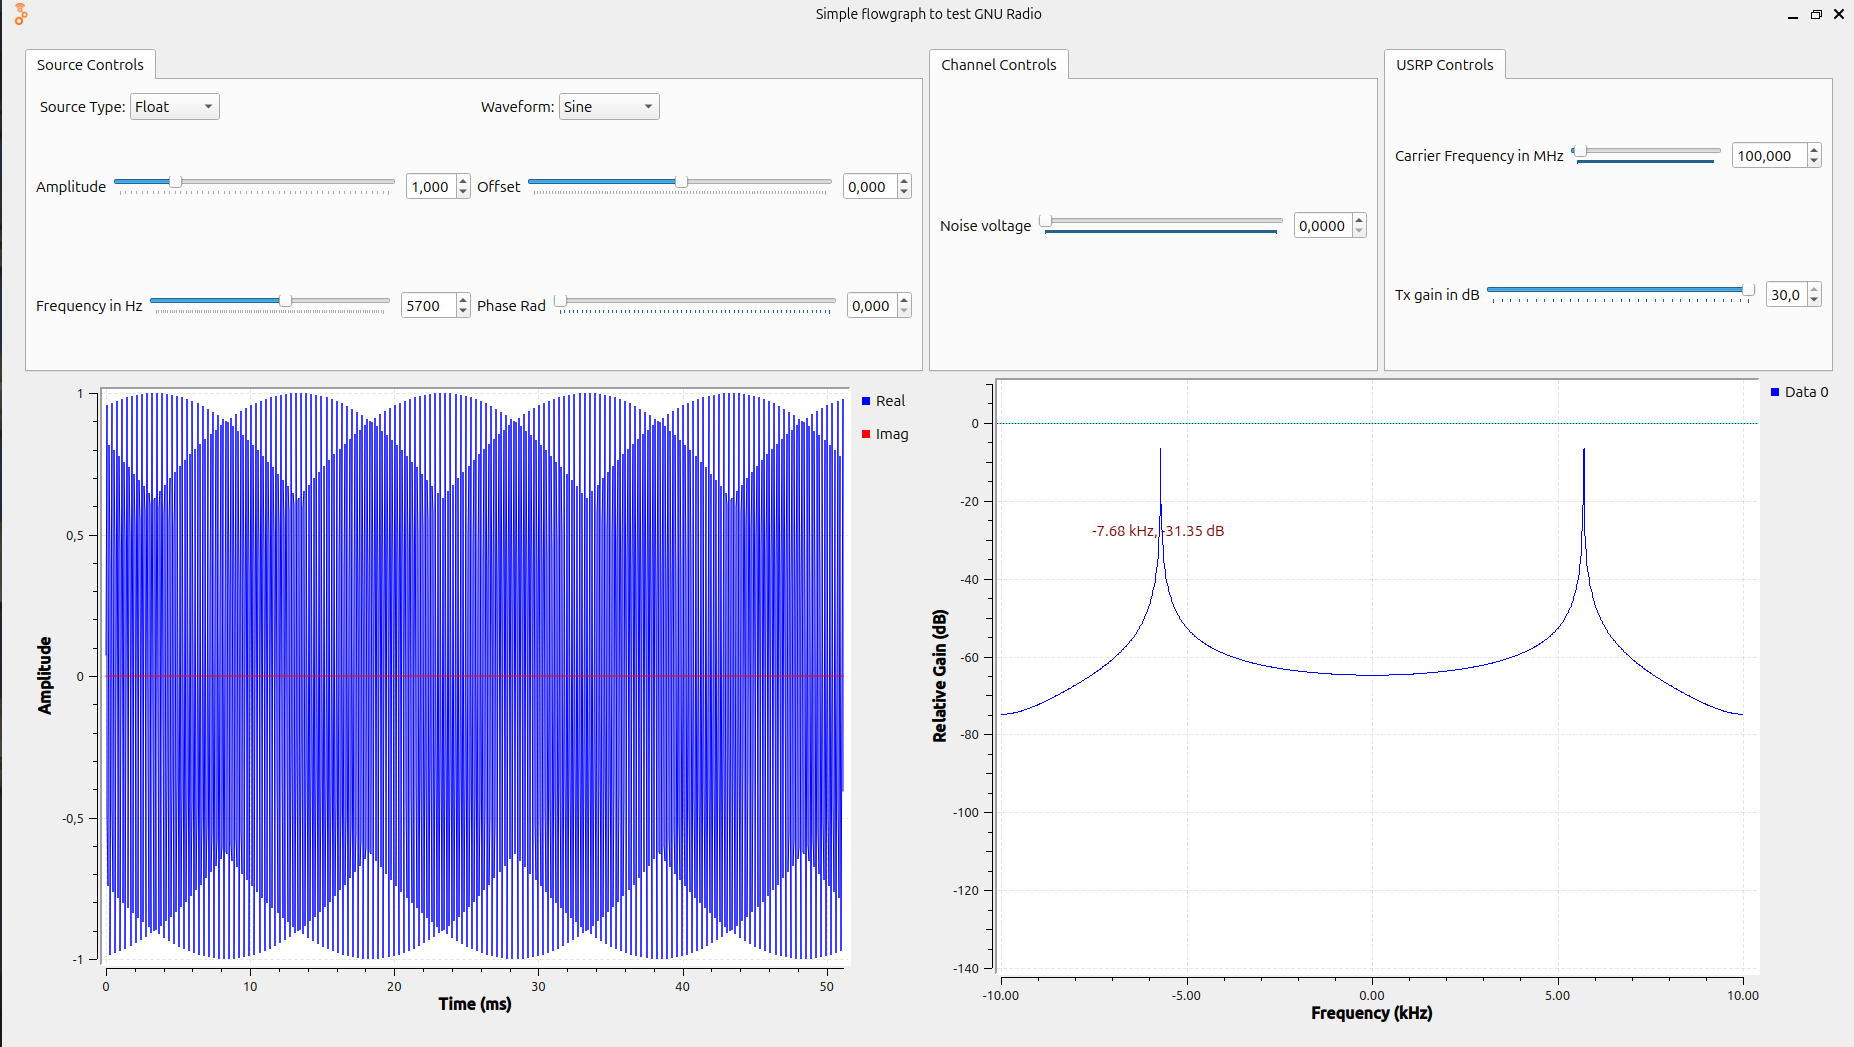 Simple flowgraph to test GNU Radio
Source Controls
Source Type: Float
Waveform: Sine
Amplitude 1,000
Offset 0,000
Frequency in Hz 5700
Phase Rad 0,000
Channel Controls
Noise voltage 0,0000
USRP Controls
Carrier Frequency in MHz 100,000
Tx gain in dB 30,0
Amplitude
1
0,5
0
-0,5
-1
0 10 20 30 40 50
Time (ms)
Real
Imag
Relative Gain (dB)
0
-20
-40
-60
-80
-100
-120
-140
-7.68 kHz, -31.35 dB
-10.00 -5.00 0.00 5.00 10.00
Frequency (kHz)
Data 0